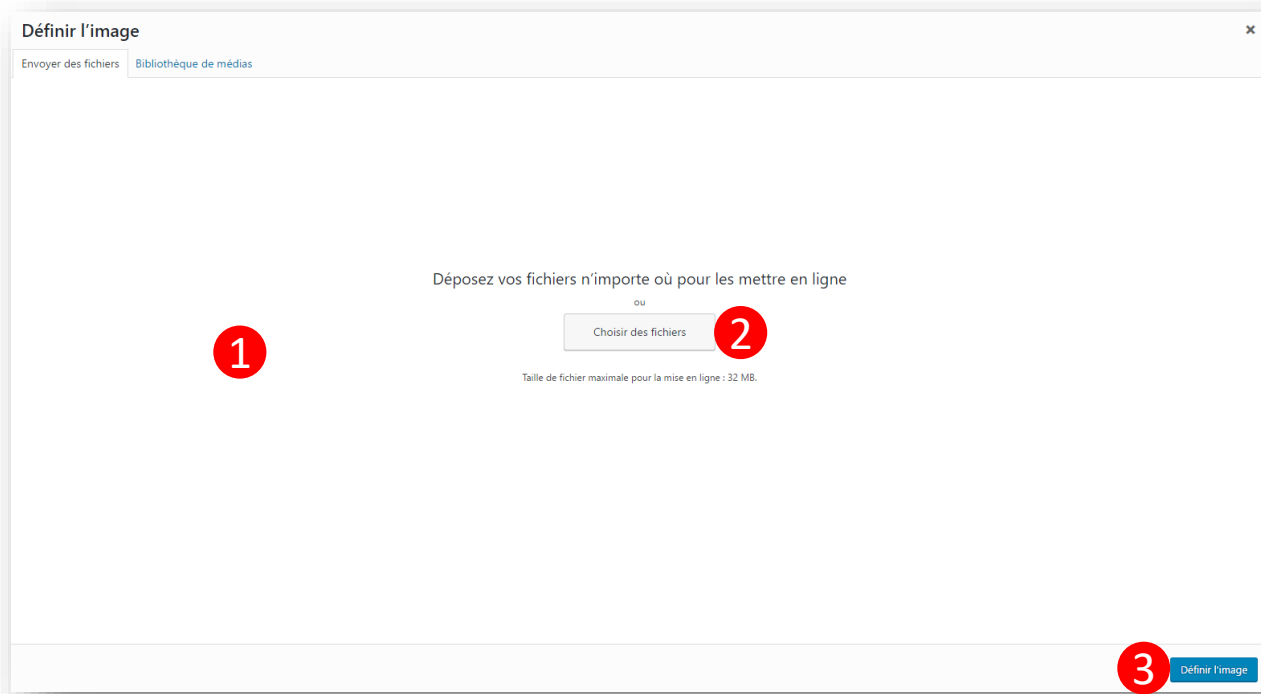 Définir l’image
×
Envoyer des fichiers Bibliothèque de médias
Déposez vos fichiers n’importe où pour les mettre en ligne
ou
Choisir des fichiers
2
1
Taille de fichier maximale pour la mise en ligne : 32 MB.
3
Définir l’image